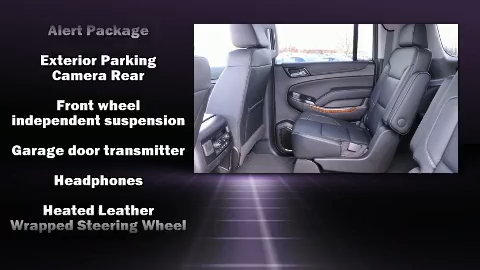 Alert Package
Exterior Parking
Camera Rear
Front wheel
independent suspension
Garage door transmitter
Headphones
Heated Leather
Wrapped Steering Wheel